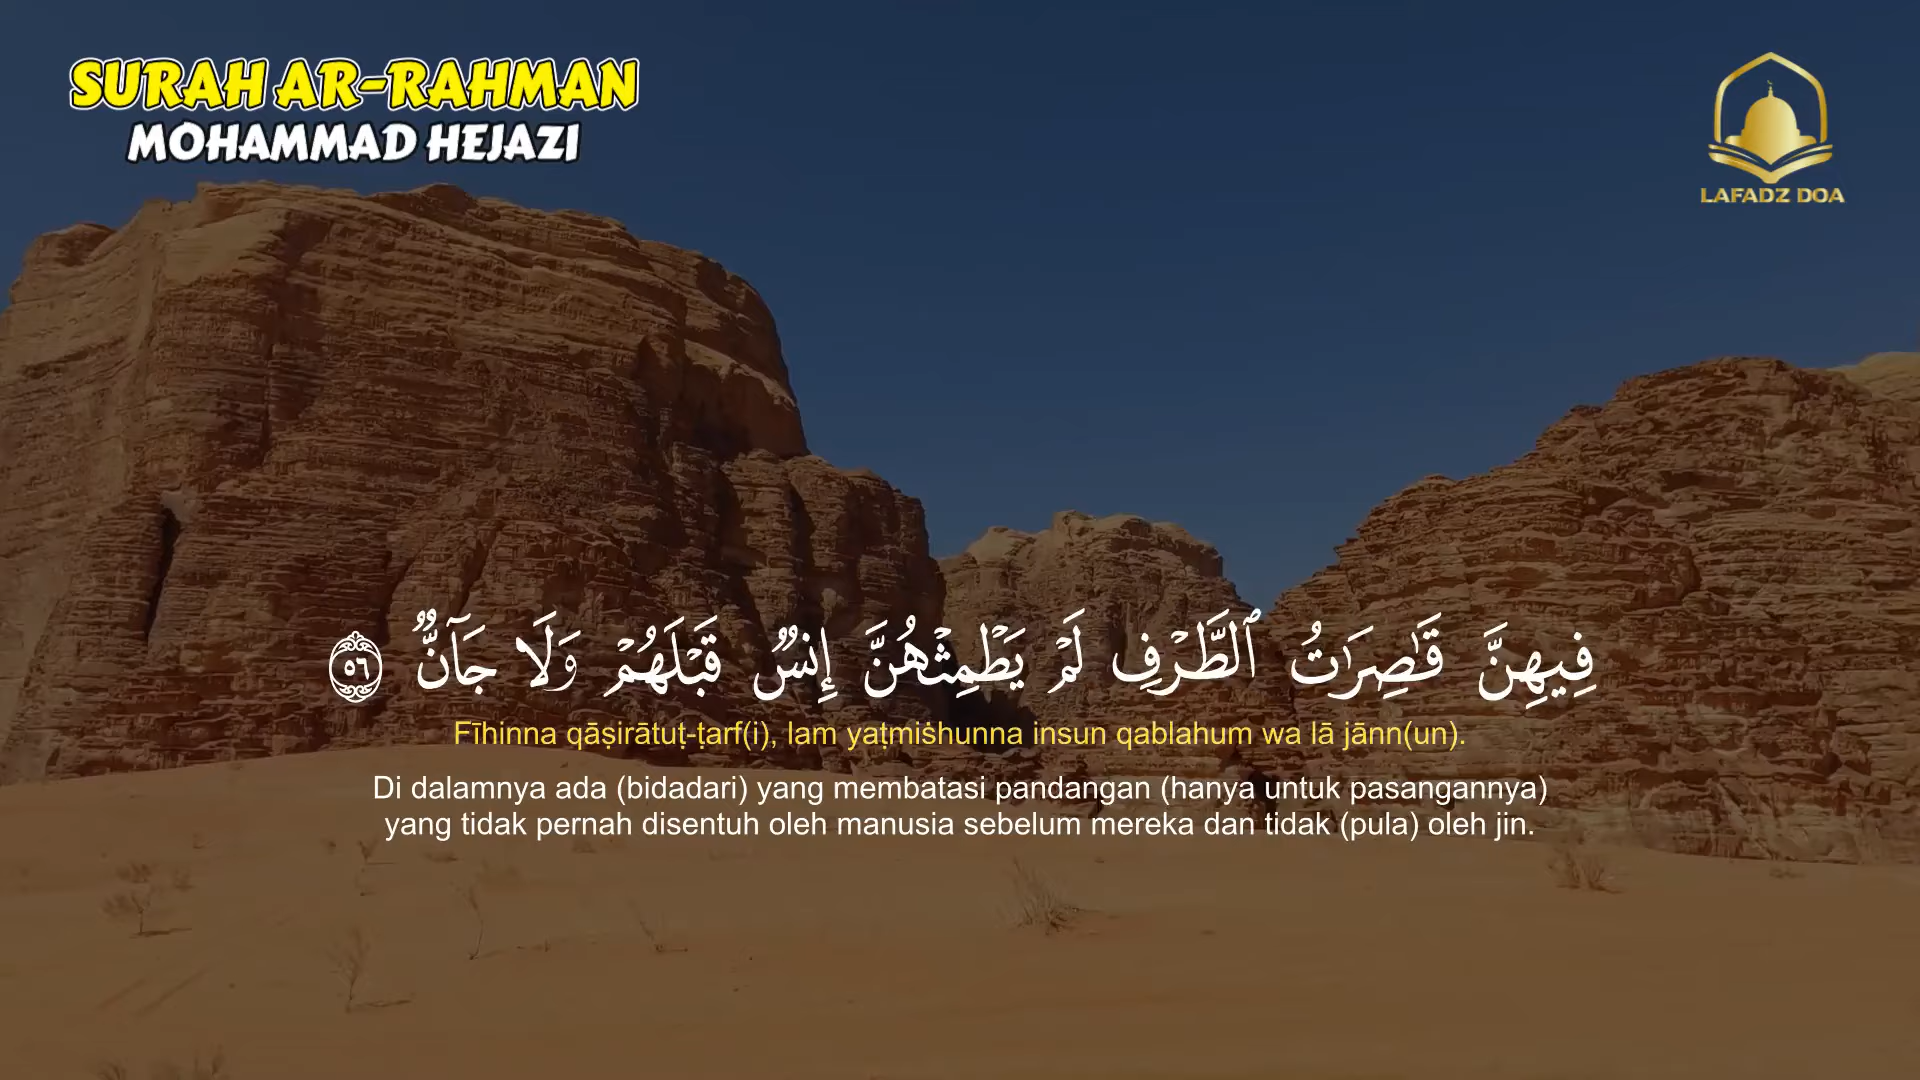 SURAH AR-RAHMAN
MOHAMMAD HEJAZI
LAFADZ DOA
فِيهِنَّ قَٰصِرَٰتُ ٱلطَّرْفِ لَمْ يَطْمِثْهُنَّ إِنسٌ قَبْلَهُمْ وَلَا جَآنٌّ ٥٦
Fīhinna qāṣirātuṭ-ṭarf(i), lam yaṭmiṡhunna insun qablahum wa lā jānn(un).
Di dalamnya ada (bidadari) yang membatasi pandangan (hanya untuk pasangannya)
yang tidak pernah disentuh oleh manusia sebelum mereka dan tidak (pula) oleh jin.